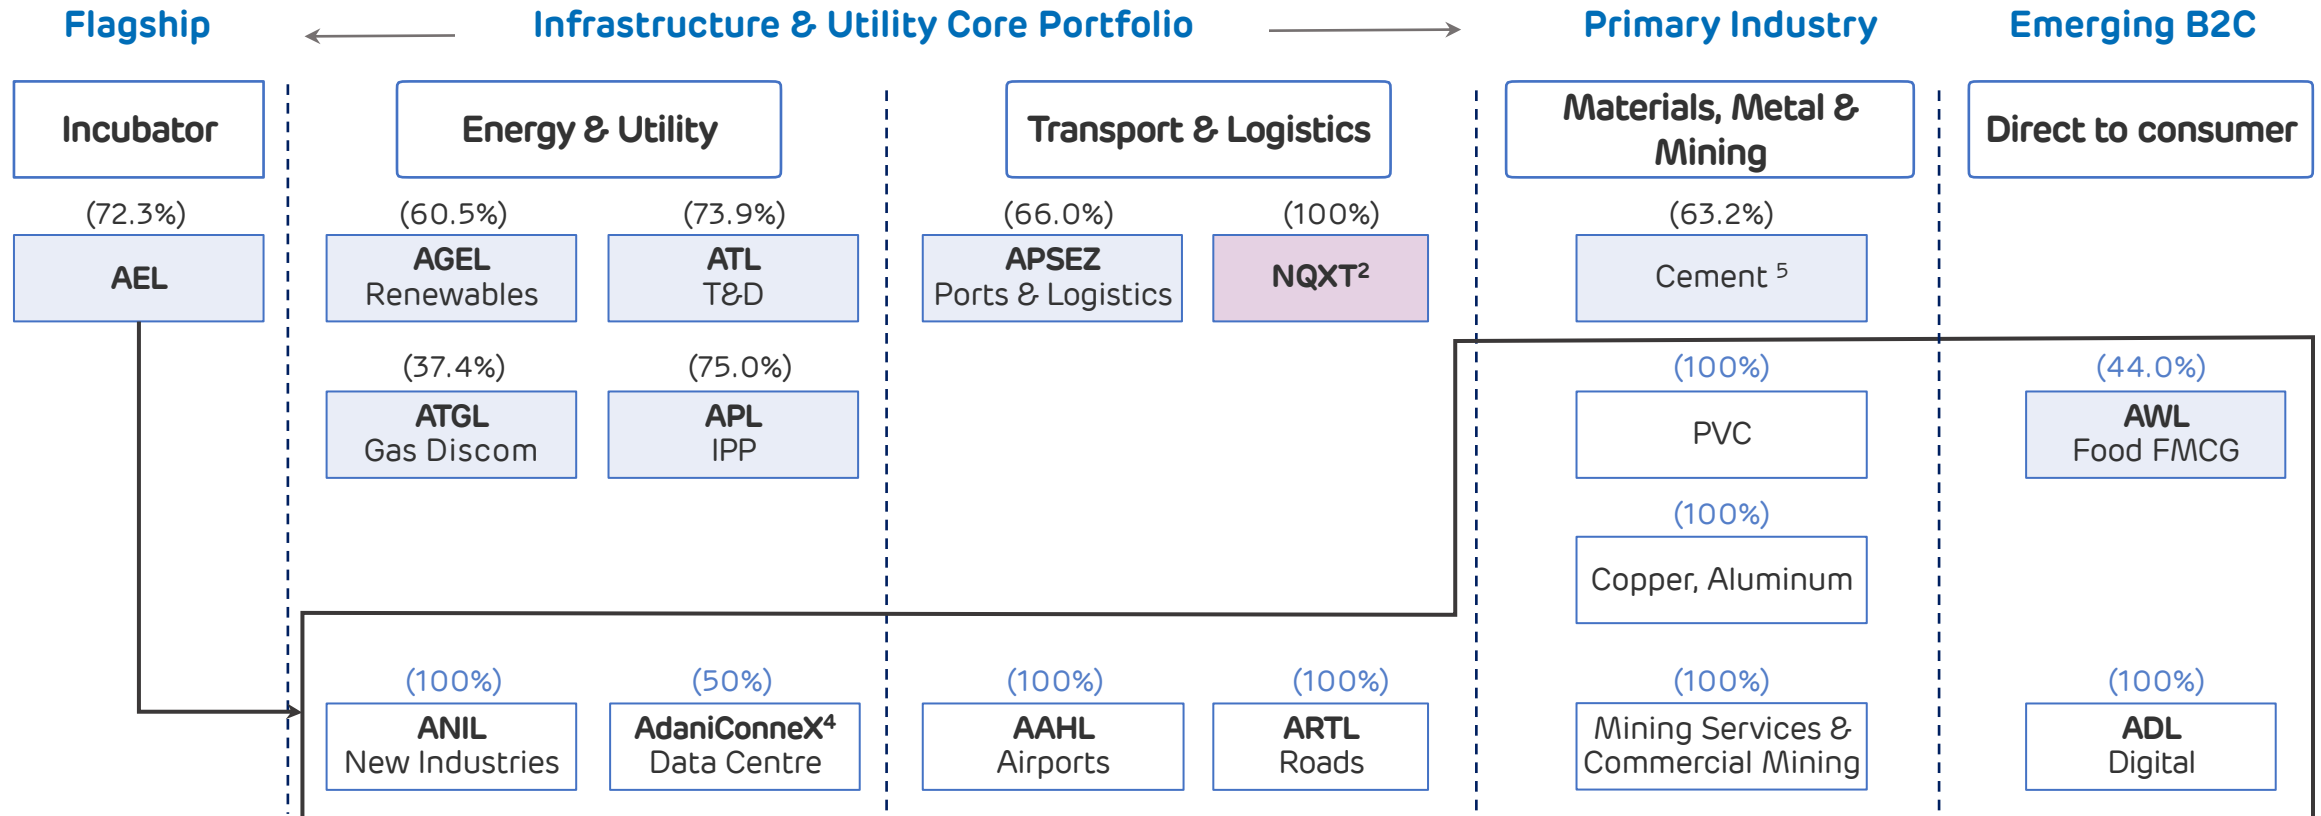 Flagship
Infrastructure & Utility Core Portfolio
Primary Industry
Emerging B2C
Incubator
Energy & Utility
Transport & Logistics
Materials, Metal &
Mining
Direct to consumer
(72.3%)
(60.5%)
(73.9%)
(66.0%)
(100%)
(63.2%)
AEL
AGEL
Renewables
ATL
T&D
APSEZ
Ports & Logistics
NQXT²
Cement ⁵
(37.4%)
(75.0%)
(100%)
(44.0%)
ATGL
Gas Discom
APL
IPP
PVC
AWL
Food FMCG
(100%)
Copper, Aluminum
(100%)
(50%)
(100%)
(100%)
(100%)
(100%)
ANIL
New Industries
AdaniConneX⁴
Data Centre
AAHL
Airports
ARTL
Roads
Mining Services &
Commercial Mining
ADL
Digital